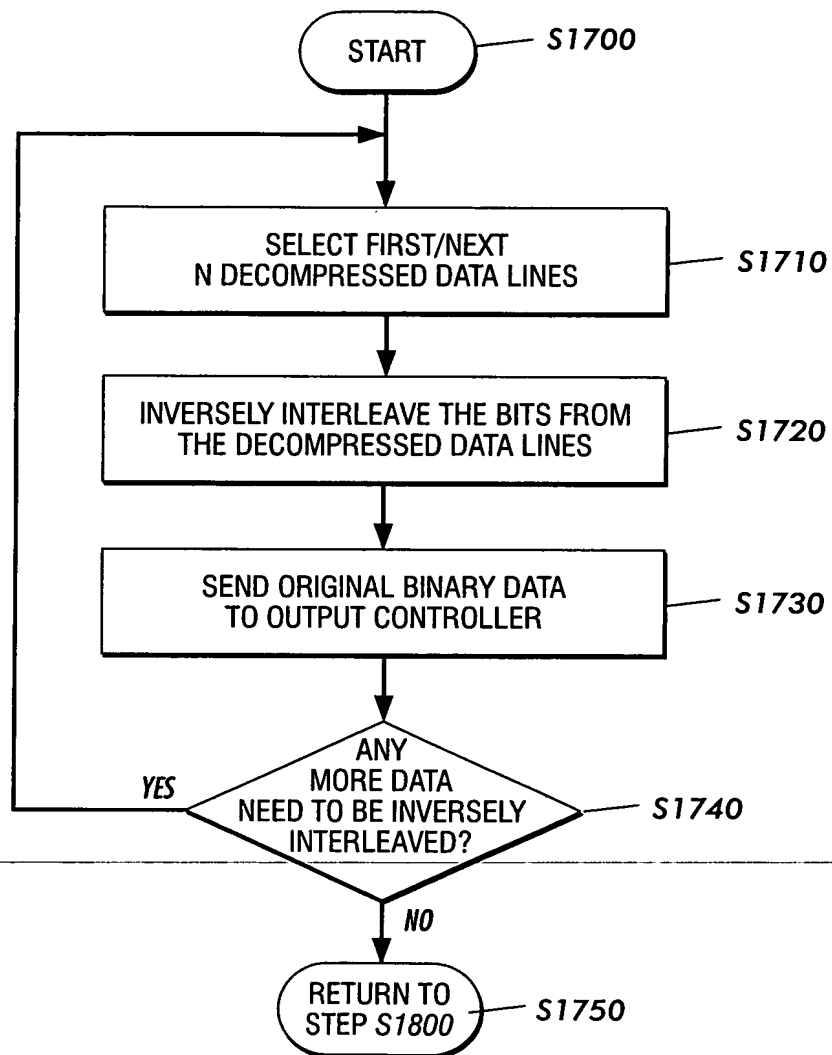 START
S1700
SELECT FIRST/NEXT
N DECOMPRESSED DATA LINES
S1710
INVERSELY INTERLEAVE THE BITS FROM
THE DECOMPRESSED DATA LINES
S1720
SEND ORIGINAL BINARY DATA
TO OUTPUT CONTROLLER
S1730
ANY
MORE DATA
NEED TO BE INVERSELY
INTERLEAVED?
YES
S1740
NO
RETURN TO
STEP S1800
S1750